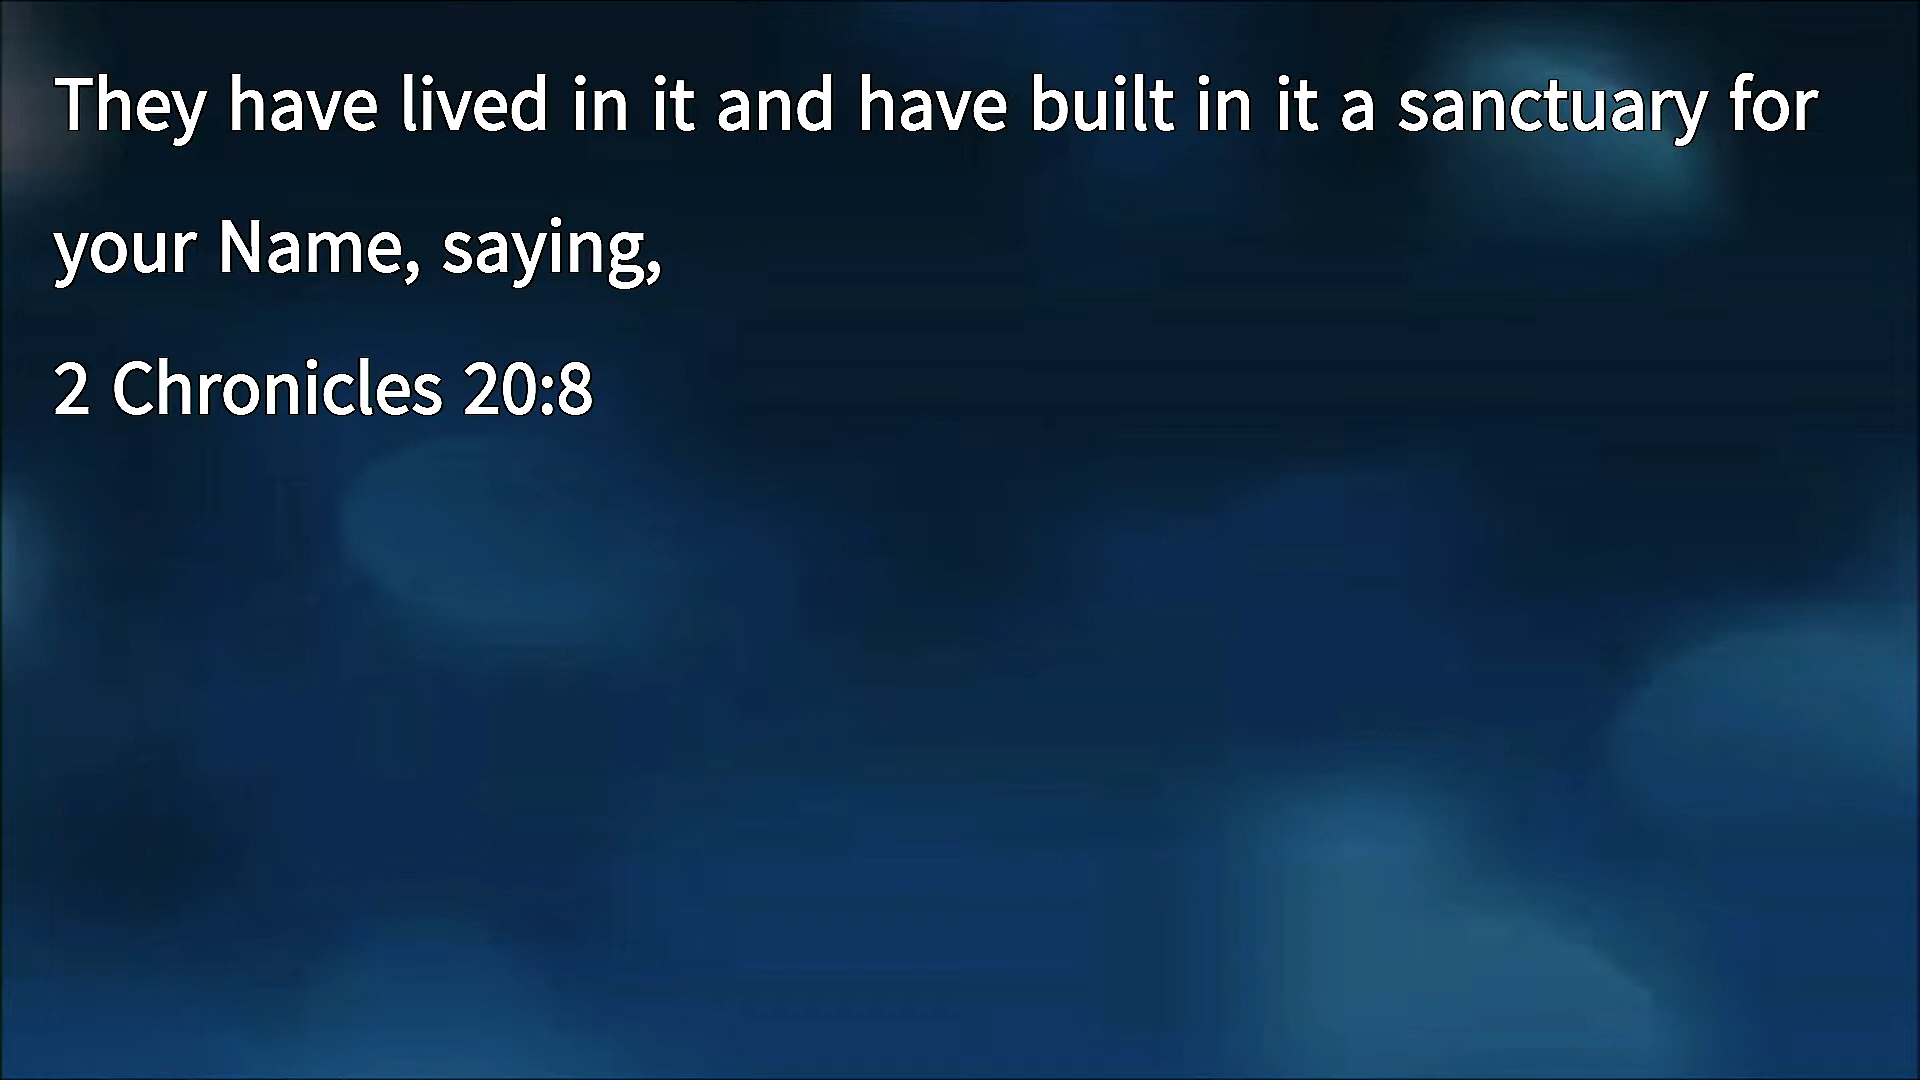 They have lived in it and have built in it a sanctuary for
your Name, saying,
2 Chronicles 20:8